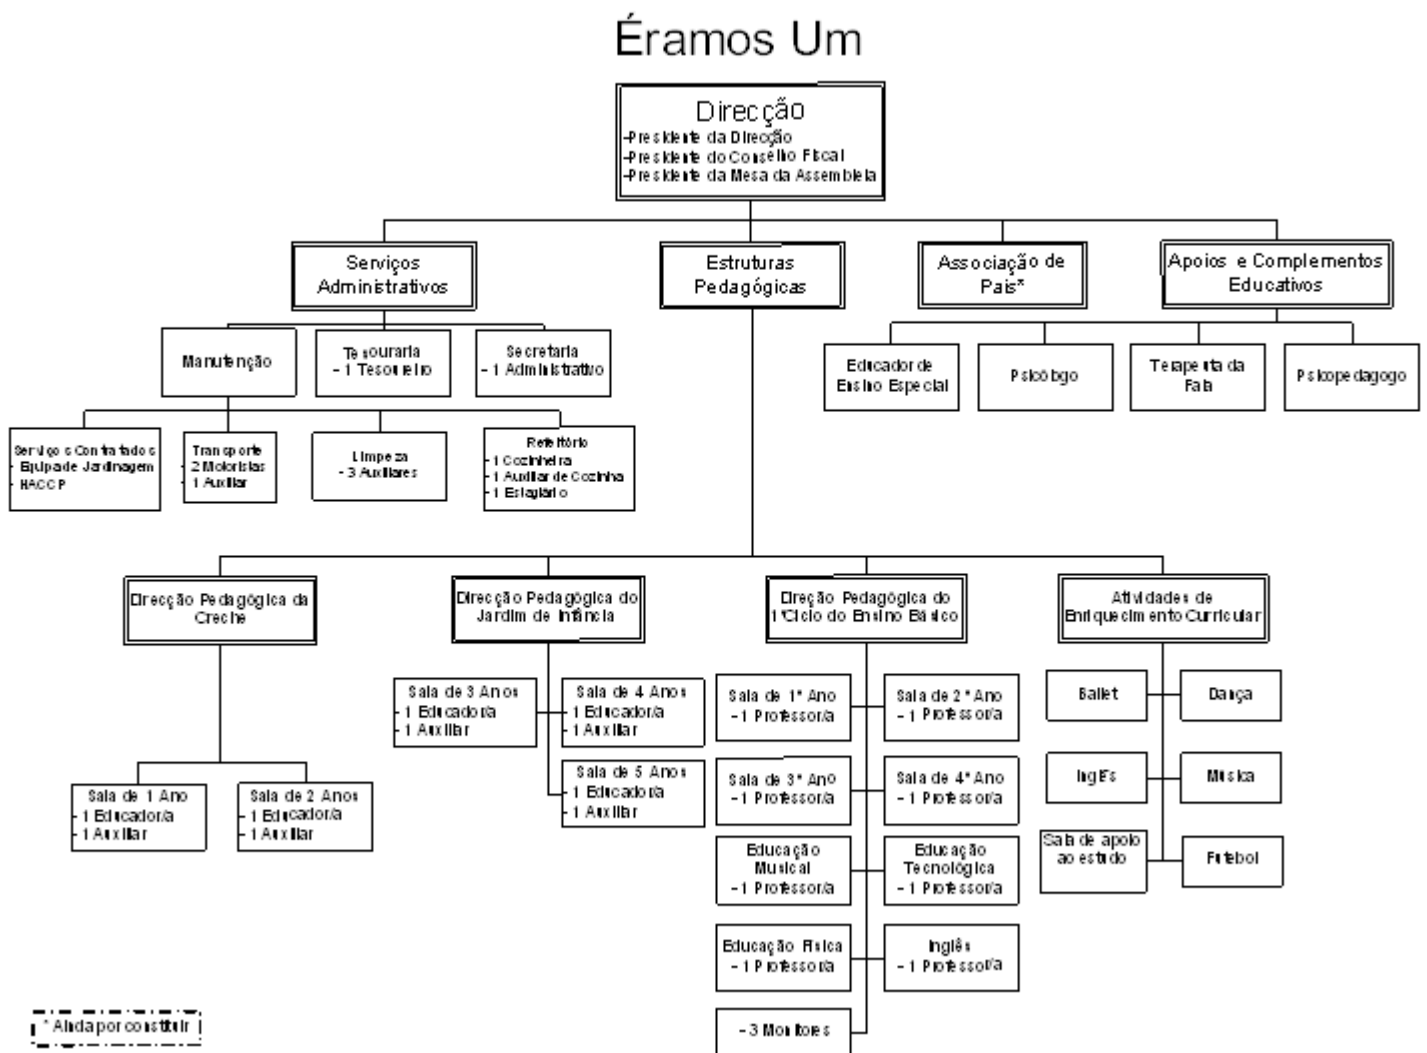 Éramos Um
Direcção
-Presidente da Direcção
-Presidente do Conselho Fiscal
-Presidente da Mesa da Assembleia
Serviços
Administrativos
Estruturas
Pedagógicas
Associação de
Pais*
Apoios e Complementos
Educativos
Manutenção
Tesouraria
- 1 Tesoureiro
Secretaria
- 1 Administrativo
Educador de
Ensino Especial
Psicólogo
Terapeuta da
Fala
Psicopedagogo
Serviços Contratados
- Equipa de Jardinagem
- HACCP
Transporte
- 2 Motoristas
- 1 Auxiliar
Limpeza
- 3 Auxiliares
Refeitório
- 1 Cozinheira
- 1 Auxiliar de Cozinha
- 1 Estagiário
Direcção Pedagógica da
Creche
Direcção Pedagógica do
Jardim de Infância
Direção Pedagógica do
1ºCiclo do Ensino Básico
Atividades de
Enriquecimento Curricular
Sala de 1 Ano
- 1 Educador/a
- 1 Auxiliar
Sala de 2 Anos
- 1 Educador/a
- 1 Auxiliar
Sala de 3 Anos
- 1 Educador/a
- 1 Auxiliar
Sala de 4 Anos
- 1 Educador/a
- 1 Auxiliar
Sala de 5 Anos
- 1 Educador/a
- 1 Auxiliar
Sala de 1º Ano
- 1 Professor/a
Sala de 2º Ano
- 1 Professor/a
Sala de 3º Ano
- 1 Professor/a
Sala de 4º Ano
- 1 Professor/a
Educação
Musical
- 1 Professor/a
Educação
Tecnológica
- 1 Professor/a
Educação Física
- 1 Professor/a
Inglês
- 1 Professor/a
- 3 Monitores
Ballet
Dança
Inglês
Música
Sala de apoio
ao estudo
Futebol
* Ainda por constituir